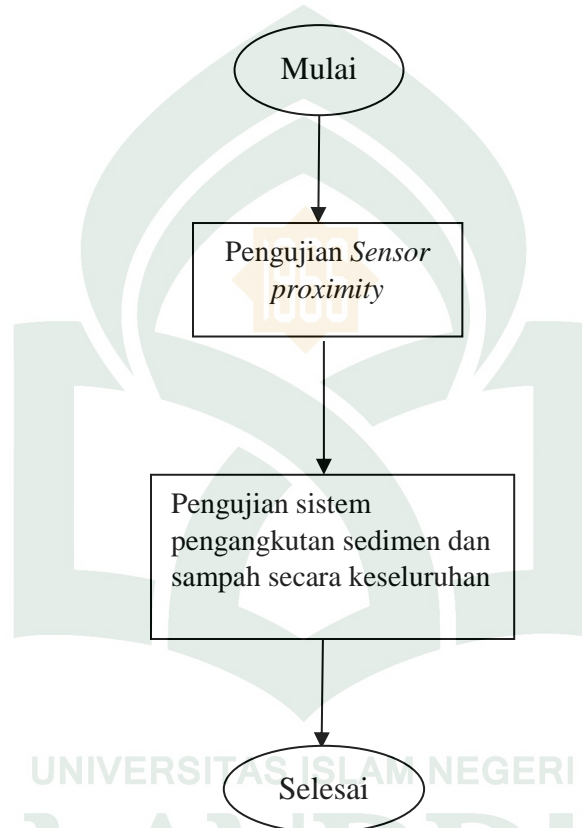 Mulai
Pengujian Sensor
proximity
Pengujian sistem
pengangkutan sedimen dan
sampah secara keseluruhan
UNIVERSITAS ISLAM NEGERI
Selesai